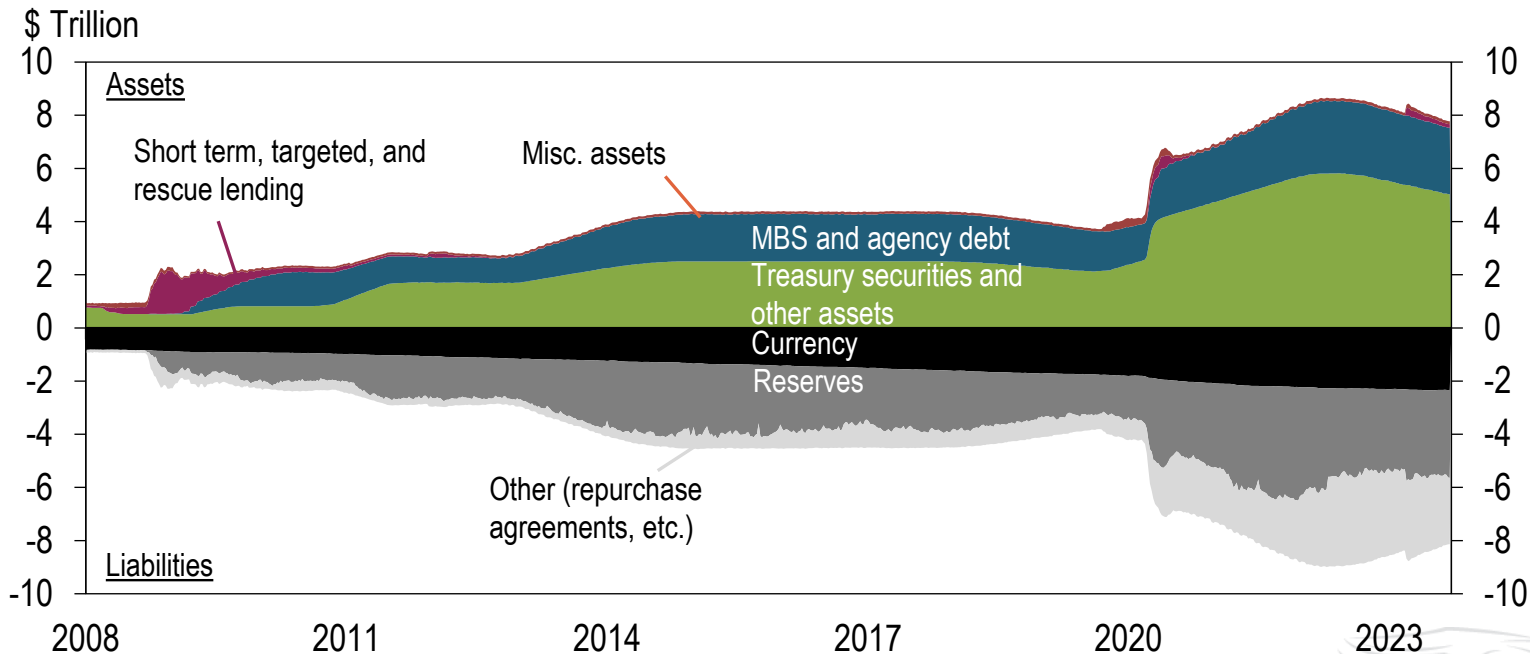 $ Trillion
10
8
6
4
2
0
-2
-4
-6
-8
-10
10
8
6
4
2
0
-2
-4
-6
-8
-10
Assets
Short term, targeted, and
rescue lending
Misc. assets
MBS and agency debt
Treasury securities and
other assets
Currency
Reserves
Other (repurchase
agreements, etc.)
Liabilities
2008 2011 2014 2017 2020 2023